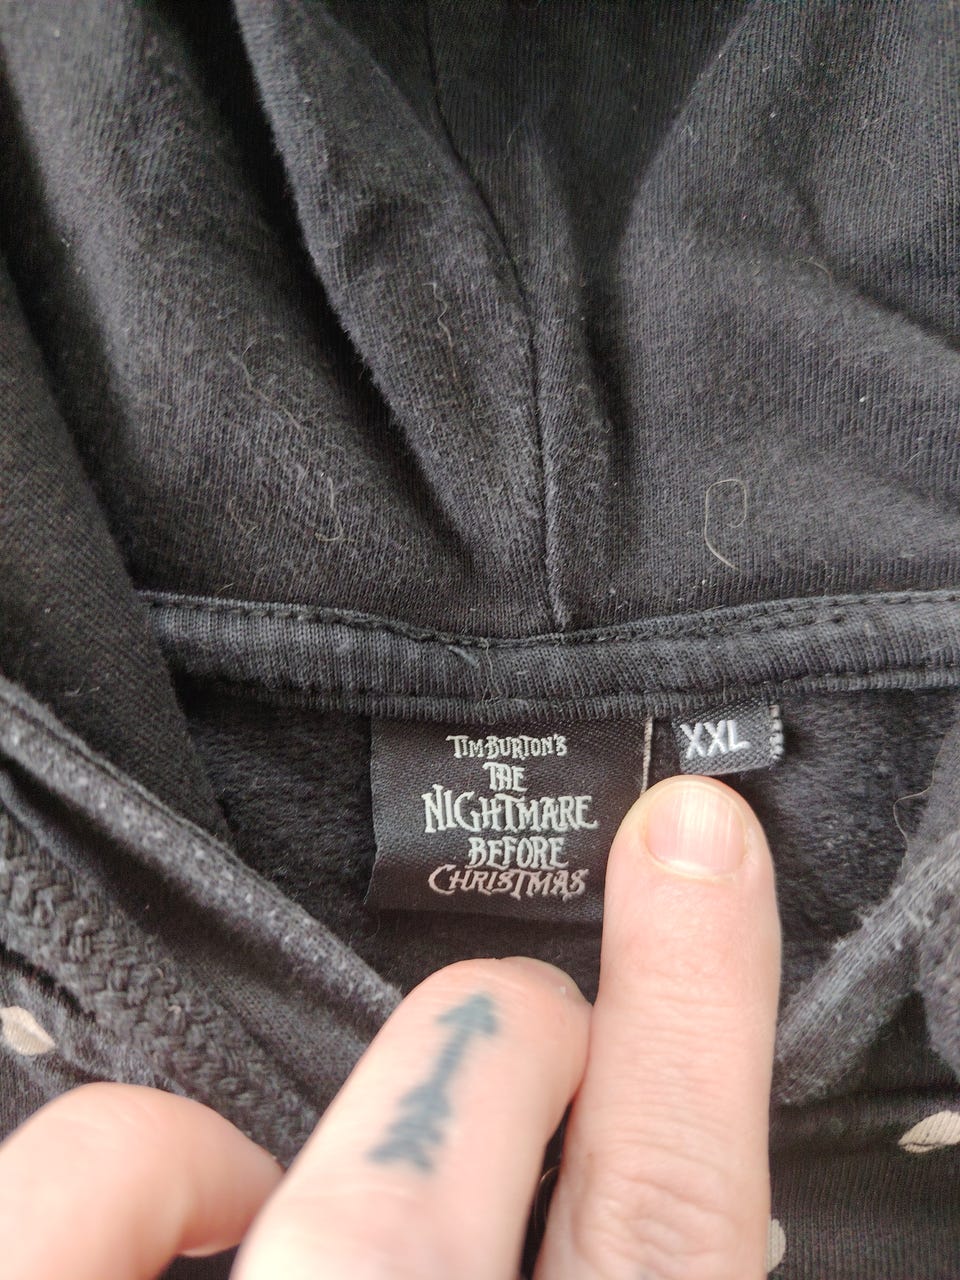 TIM BURTON'S
THE
NIGHTMARE
BEFORE
CHRISTMAS
XXL